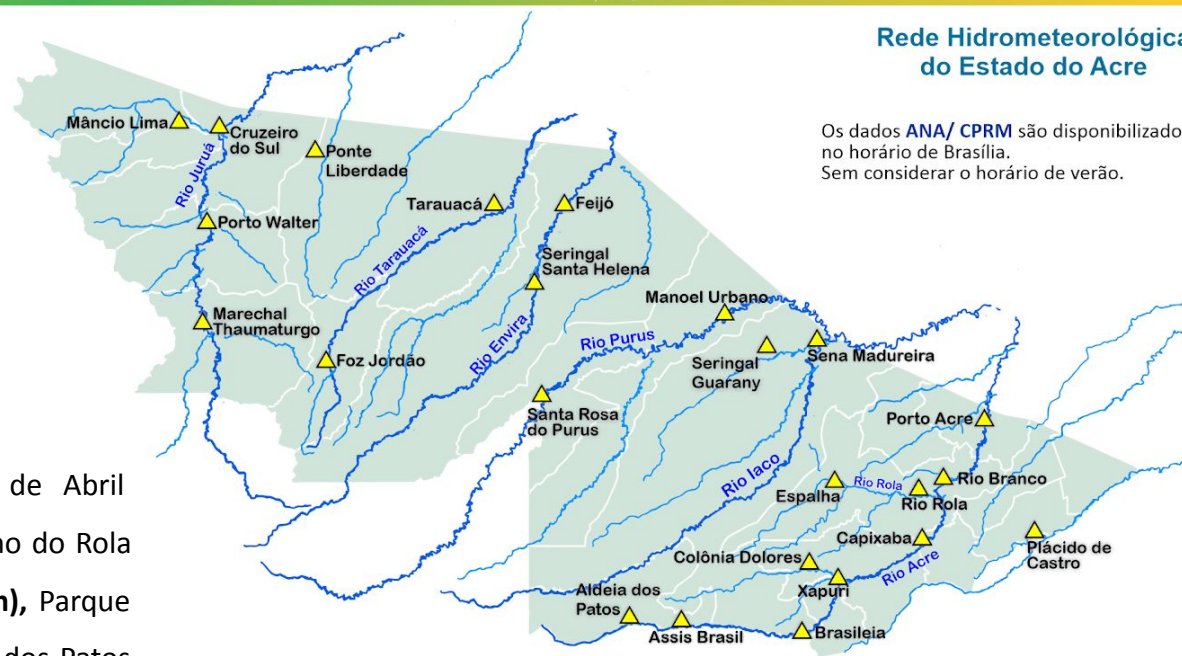 Rede Hidrometeorológica
do Estado do Acre
Os dados ANA/ CPRM são disponibilizado
no horário de Brasília.
Sem considerar o horário de verão.
Mâncio Lima
Cruzeiro
do Sul
Ponte
Liberdade
Rio Juruá
Porto Walter
Tarauacá
Feijó
Rio Tarauacá
Seringal
Santa Helena
Marechal
Thaumaturgo
Foz Jordão
Rio Envira
Manoel Urbano
Rio Purus
Seringal
Guarany
Sena Madureira
Santa Rosa
do Purus
Porto Acre
Rio Iaco
Espalha
Rio Rola
Rio Rola
Rio Branco
Capixaba
Plácido de
Castro
Colônia Dolores
Xapuri
Rio Acre
Aldeia dos
Patos
Assis Brasil
Brasileia
de Abril
no do Rola
n), Parque
dos Patos